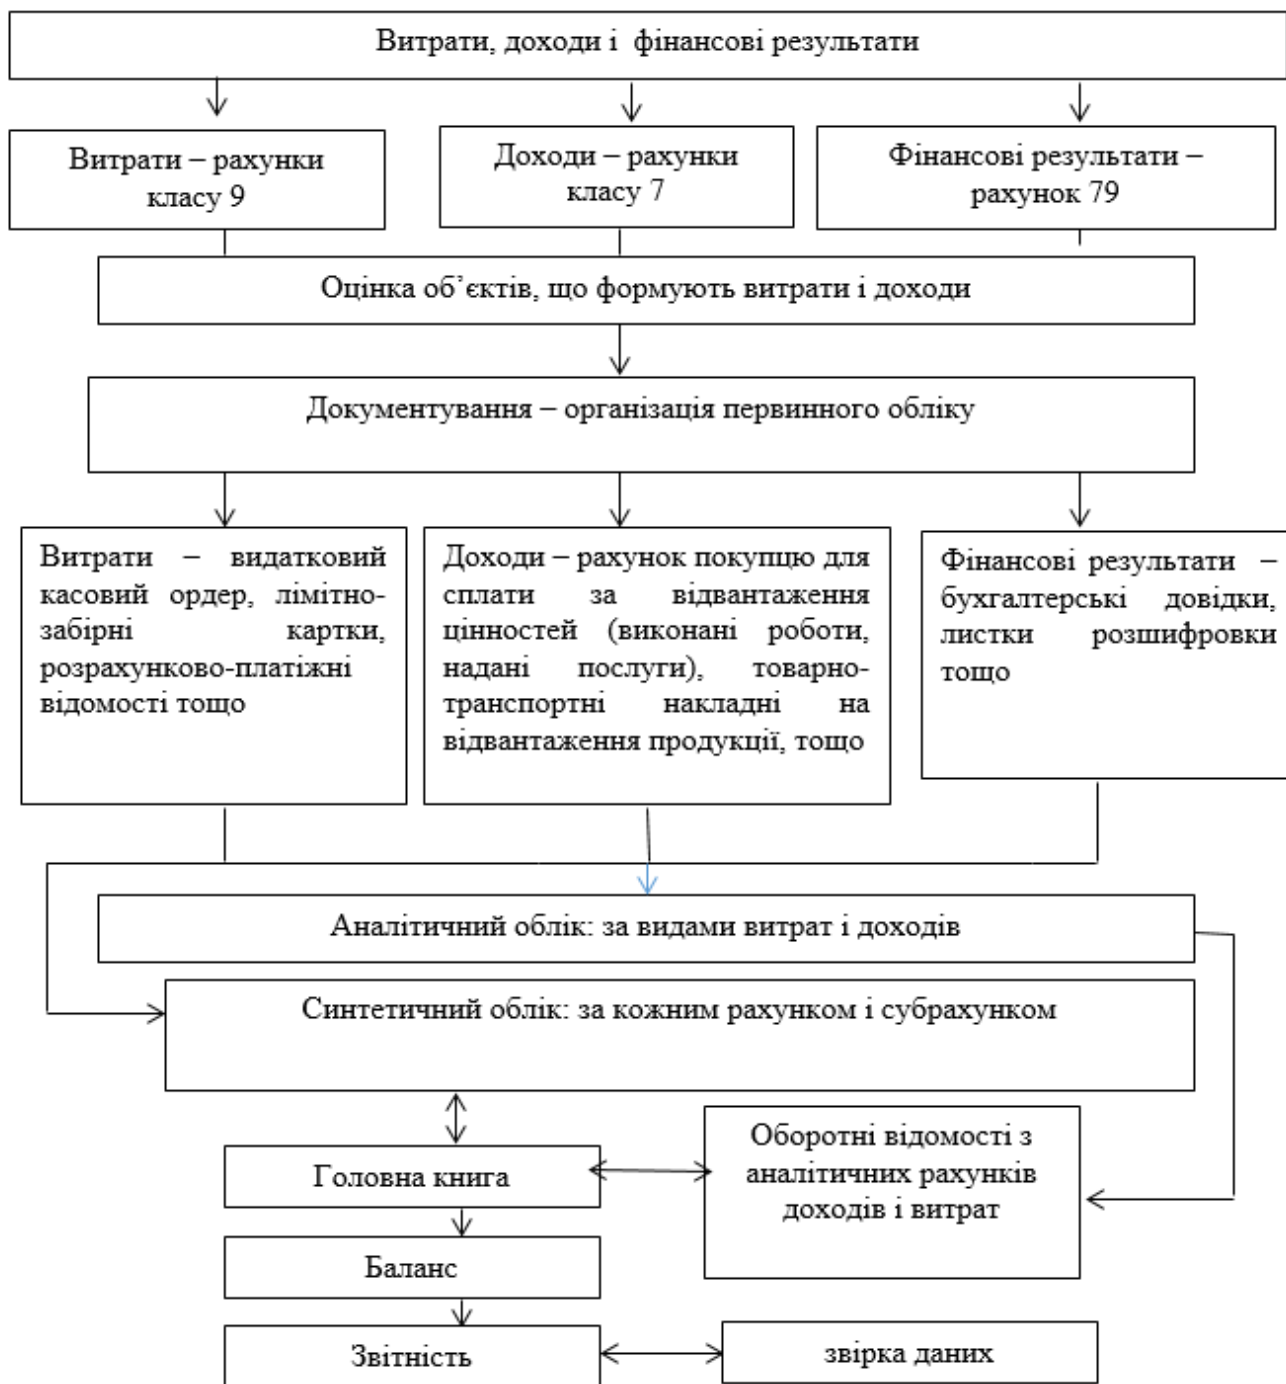 Витрати, доходи і фінансові результати
Витрати – рахунки
класу 9
Доходи – рахунки
класу 7
Фінансові результати –
рахунок 79
Оцінка об’єктів, що формують витрати і доходи
Документування – організація первинного обліку
Витрати – видатковий
касовий ордер, лімітно-
забірні картки,
розрахунково-платіжні
відомості тощо
Доходи – рахунок покупцю для
сплати за відвантаження
цінностей (виконані роботи,
надані послуги), товарно-
транспортні накладні на
відвантаження продукції, тощо
Фінансові результати –
бухгалтерські довідки,
листки розшифровки
тощо
Аналітичний облік: за видами витрат і доходів
Синтетичний облік: за кожним рахунком і субрахунком
Головна книга
Оборотні відомості з
аналітичних рахунків
доходів і витрат
Баланс
Звітність
звірка даних